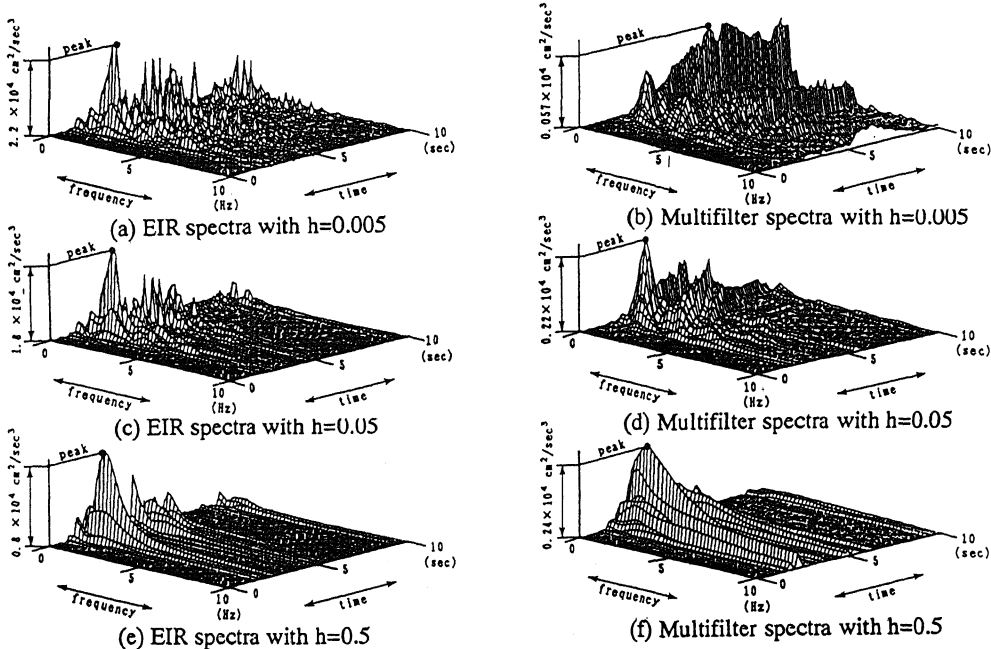 peak
2.2 ×10⁴ cm²/sec³
0
5
10
(Hz)
0
5
10
(sec)
frequency
time
(a) EIR spectra with h=0.005
peak
0.057×10⁴ cm²/sec³
0
5
10
(Hz)
0
5
10
(sec)
frequency
time
(b) Multifilter spectra with h=0.005
peak
1.8 ×10⁴ cm²/sec³
0
5
10
(Hz)
0
5
10
(sec)
frequency
time
(c) EIR spectra with h=0.05
peak
0.22×10⁴ cm²/sec³
0
5
10
(Hz)
0
5
10
(sec)
frequency
time
(d) Multifilter spectra with h=0.05
peak
0.8 ×10⁴ cm²/sec³
0
5
10
(Hz)
0
5
10
(sec)
frequency
time
(e) EIR spectra with h=0.5
peak
0.24×10⁴ cm²/sec³
0
5
10
(Hz)
0
5
10
(sec)
frequency
time
(f) Multifilter spectra with h=0.5